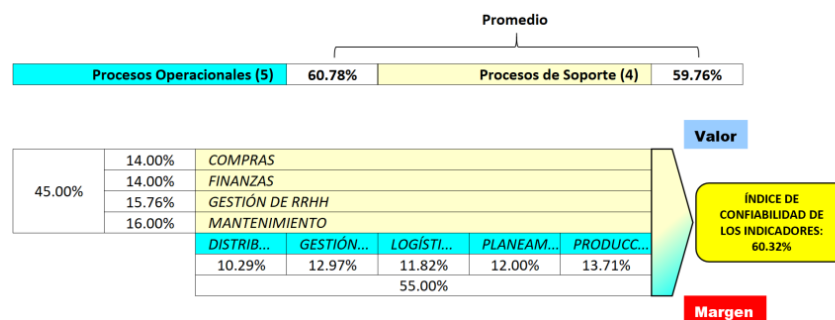 Promedio
Procesos Operacionales (5) 60.78% Procesos de Soporte (4) 59.76%
Valor
45.00%
14.00% COMPRAS
14.00% FINANZAS
15.76% GESTIÓN DE RRHH
16.00% MANTENIMIENTO
DISTRIB... GESTIÓN... LOGÍSTI... PLANEAM... PRODUCC...
10.29% 12.97% 11.82% 12.00% 13.71%
55.00%
ÍNDICE DE
CONFIABILIDAD DE
LOS INDICADORES:
60.32%
Margen